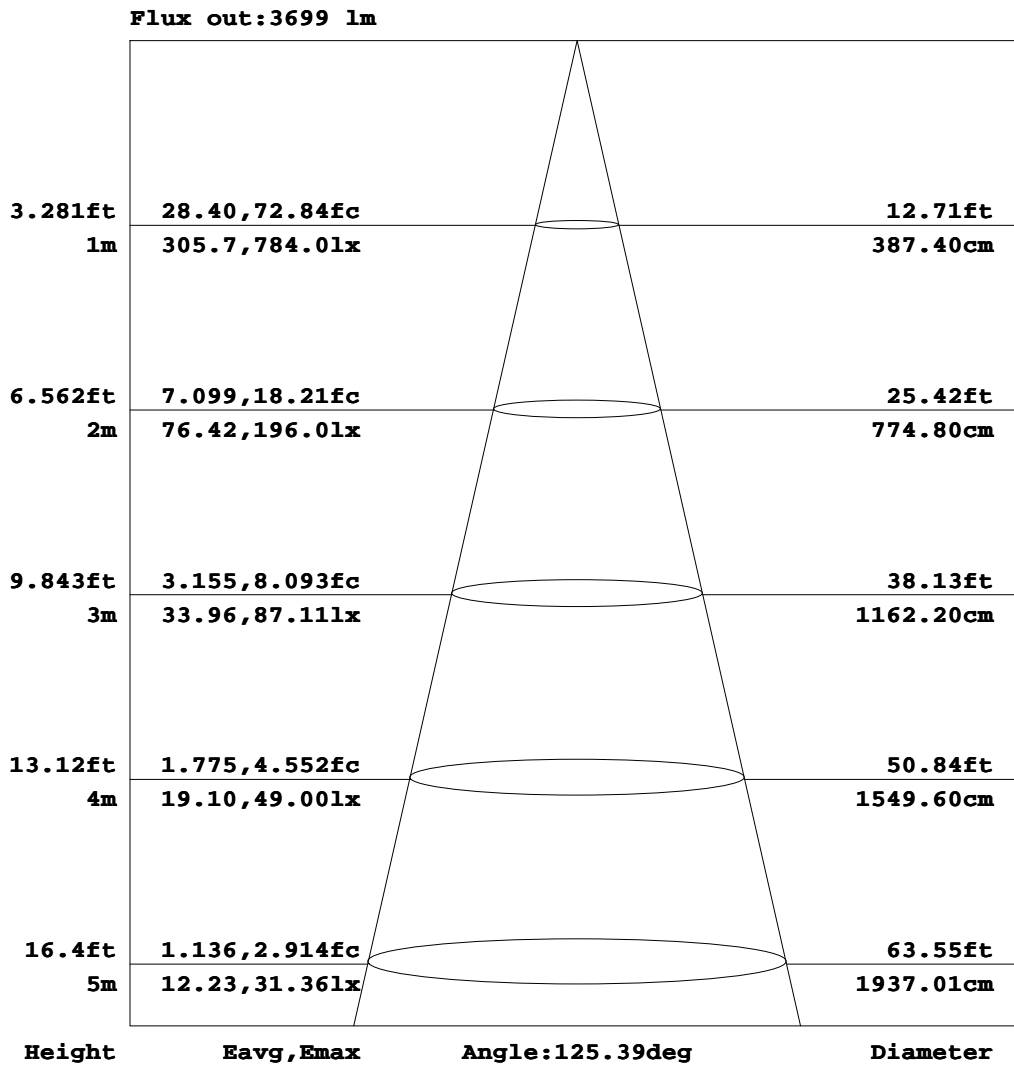 Flux out:3699 lm
3.281ft 28.40,72.84fc 12.71ft
1m 305.7,784.0lx 387.40cm
6.562ft 7.099,18.21fc 25.42ft
2m 76.42,196.0lx 774.80cm
9.843ft 3.155,8.093fc 38.13ft
3m 33.96,87.11lx 1162.20cm
13.12ft 1.775,4.552fc 50.84ft
4m 19.10,49.00lx 1549.60cm
16.4ft 1.136,2.914fc 63.55ft
5m 12.23,31.36lx 1937.01cm
Height Eavg,Emax Angle:125.39deg Diameter